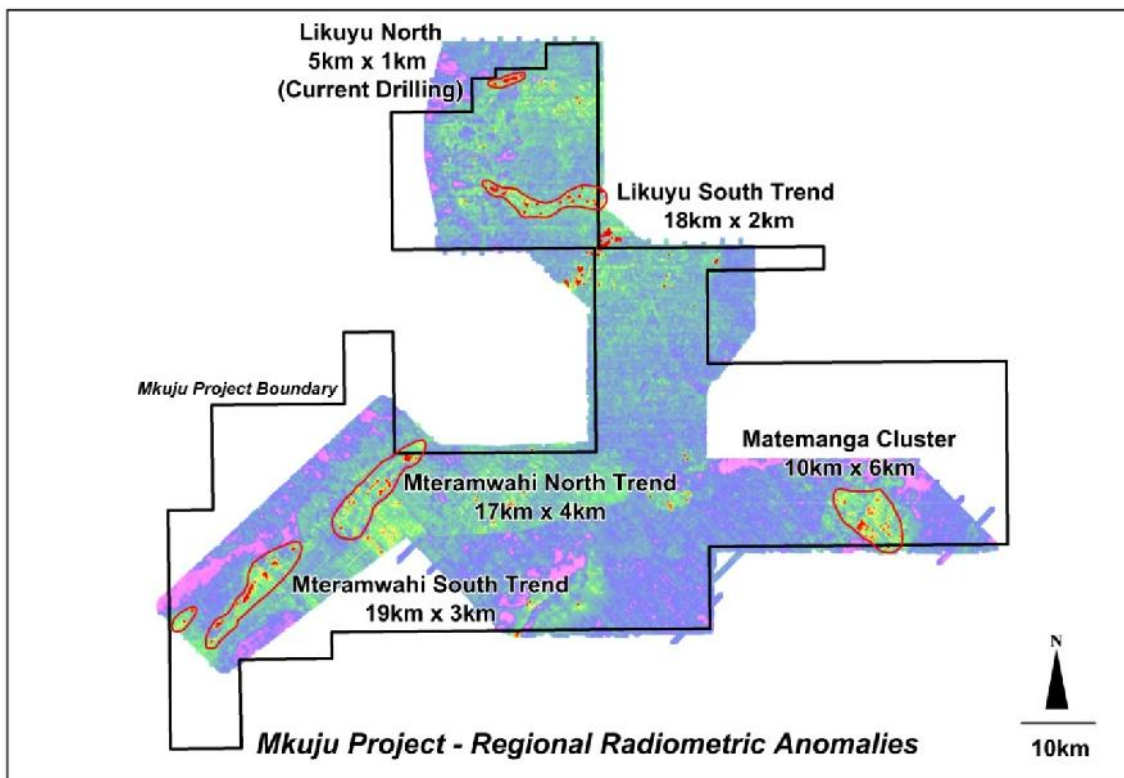 Likuyu North
5km x 1km
(Current Drilling)
Likuyu South Trend
18km x 2km
Mkuju Project Boundary
Matemanga Cluster
10km x 6km
Mteramwahi North Trend
17km x 4km
Mteramwahi South Trend
19km x 3km
N
10km
Mkuju Project - Regional Radiometric Anomalies